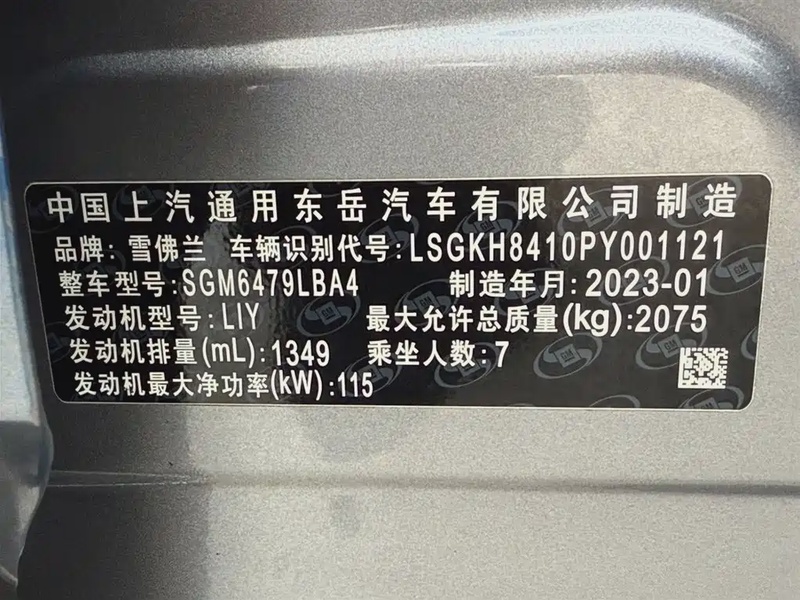 中国上汽通用东岳汽车有限公司制造
品牌: 雪佛兰 车辆识别代号: LSGKH8410PY001121
整车型号: SGM6479LBA4 制造年月: 2023-01
发动机型号: LIY 最大允许总质量(kg): 2075
发动机排量(mL): 1349 乘坐人数: 7
发动机最大净功率(kW): 115